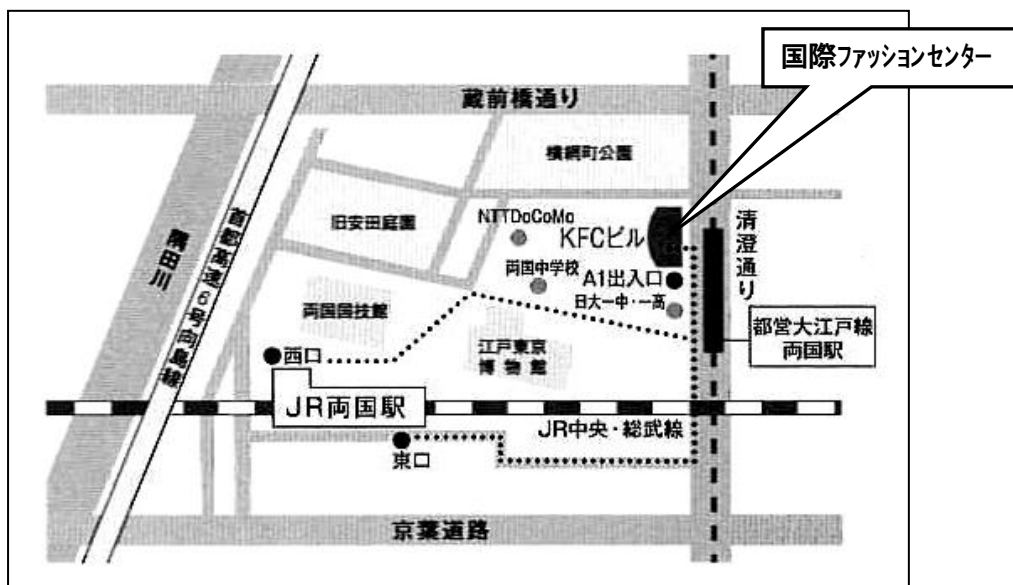 国際ファッションセンター
蔵前橋通り
横網町公園
旧安田庭園
NTTDoCoMo
KFCビル
清澄通り
首都高速6号向島線
隅田川
両国中学校
A1出入口
日大一中・一高
両国国技館
都営大江戸線
両国駅
江戸東京
博物館
西口
JR両国駅
JR中央・総武線
東口
京葉道路